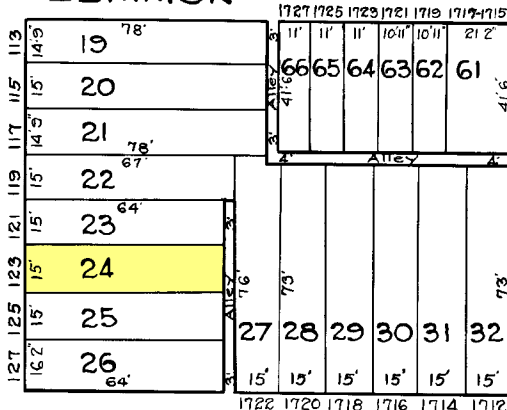 1727 1725 1723 1721 1719 1717-1715
11' 11' 11' 10'11" 10'11" 21'2"
66 65 64 63 62 61
41'6" 41'6"
3' Alley 3'
4' Alley 4'
113 14'9" 19 78'
115 15' 20
117 14'9" 21 78'
119 15' 22 67'
121 15' 23 64'
123 15' 24
125 15' 25
127 16'2" 26 64'
3' Alley 3'
76' 73' 73'
27 28 29 30 31 32
15' 15' 15' 15' 15' 15'
1722 1720 1718 1716 1714 1712